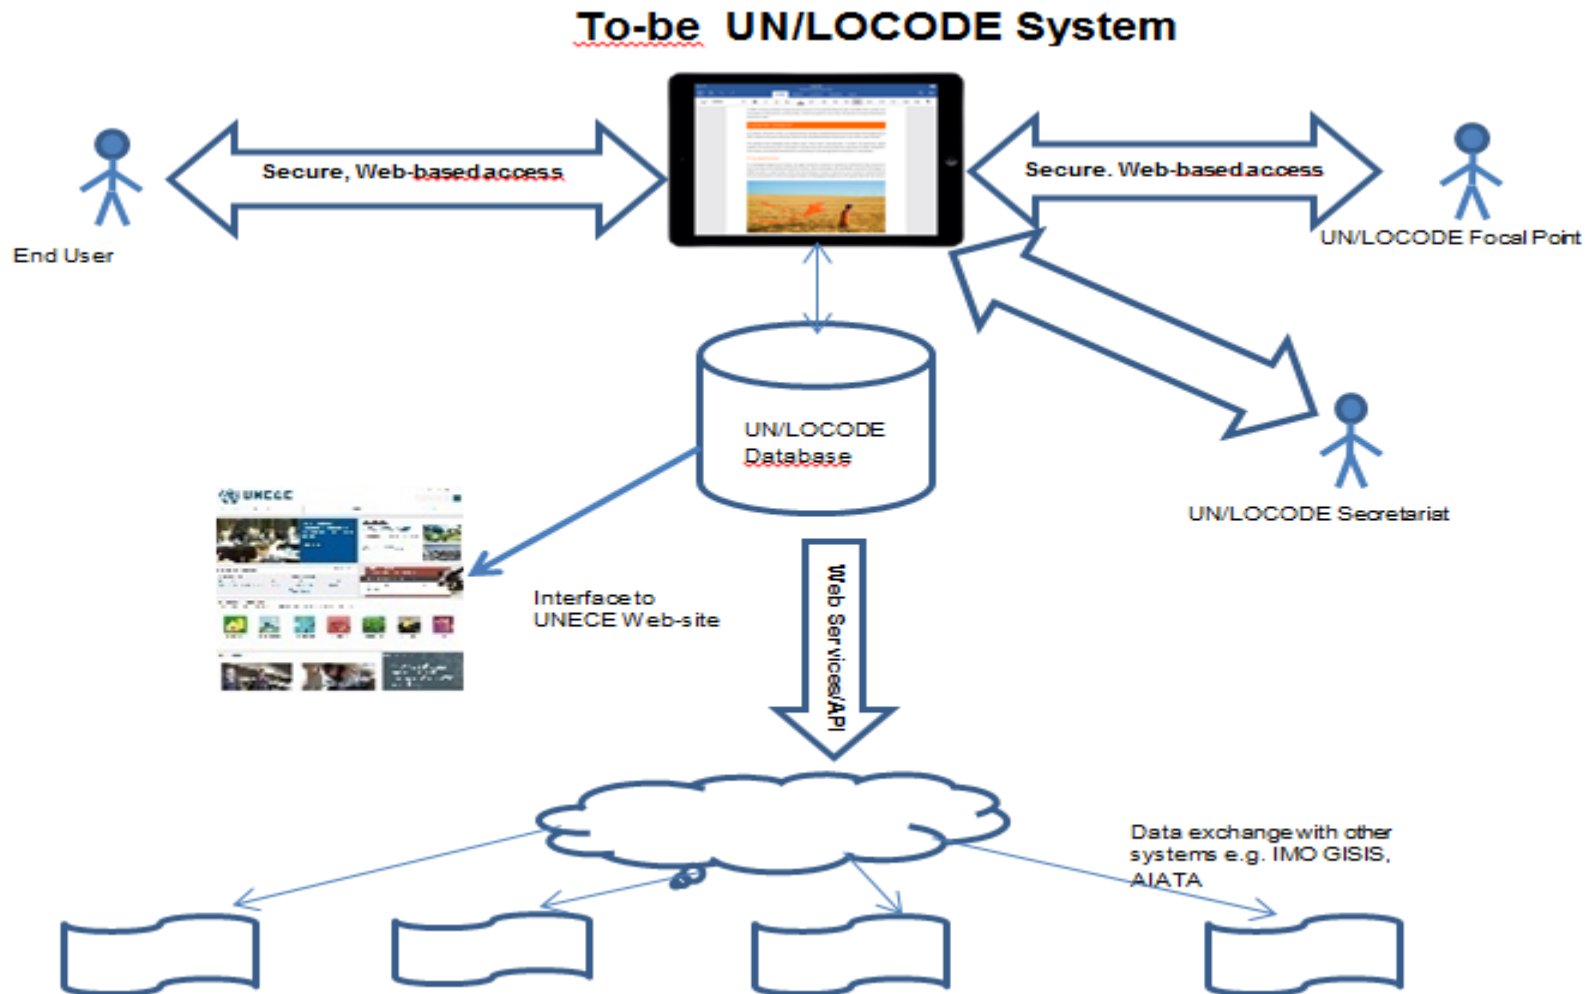 To-be UN/LOCODE System
Secure, Web-based access
Secure. Web-based access
End User
UN/LOCODE Focal Point
UN/LOCODE
Database
UN/LOCODE Secretariat
UNECE
Interface to
UNECE Web-site
Web Services/API
Data exchange with other
systems e.g. IMO GISIS,
AIATA